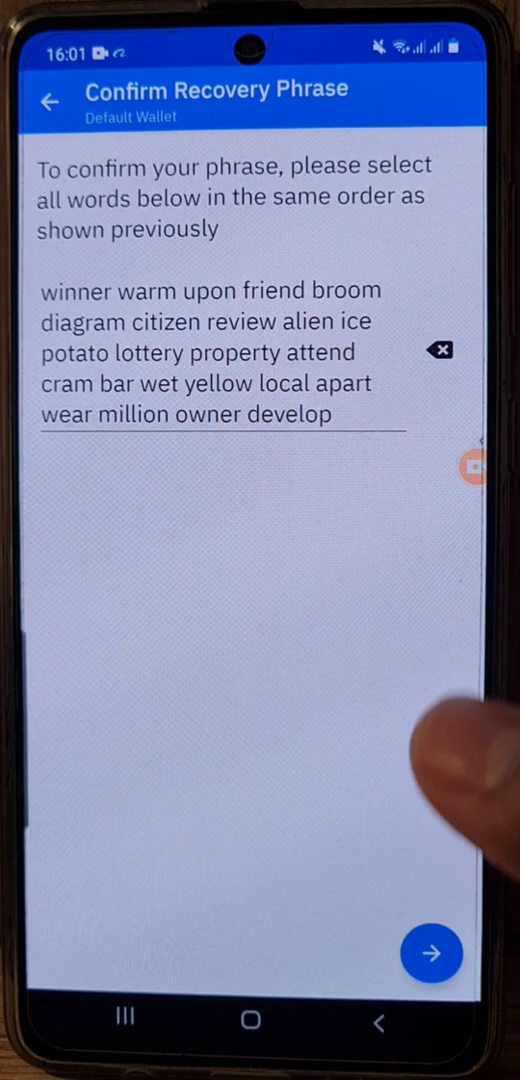 16:01
Confirm Recovery Phrase
Default Wallet
To confirm your phrase, please select
all words below in the same order as
shown previously
winner warm upon friend broom
diagram citizen review alien ice
potato lottery property attend
cram bar wet yellow local apart
wear million owner develop